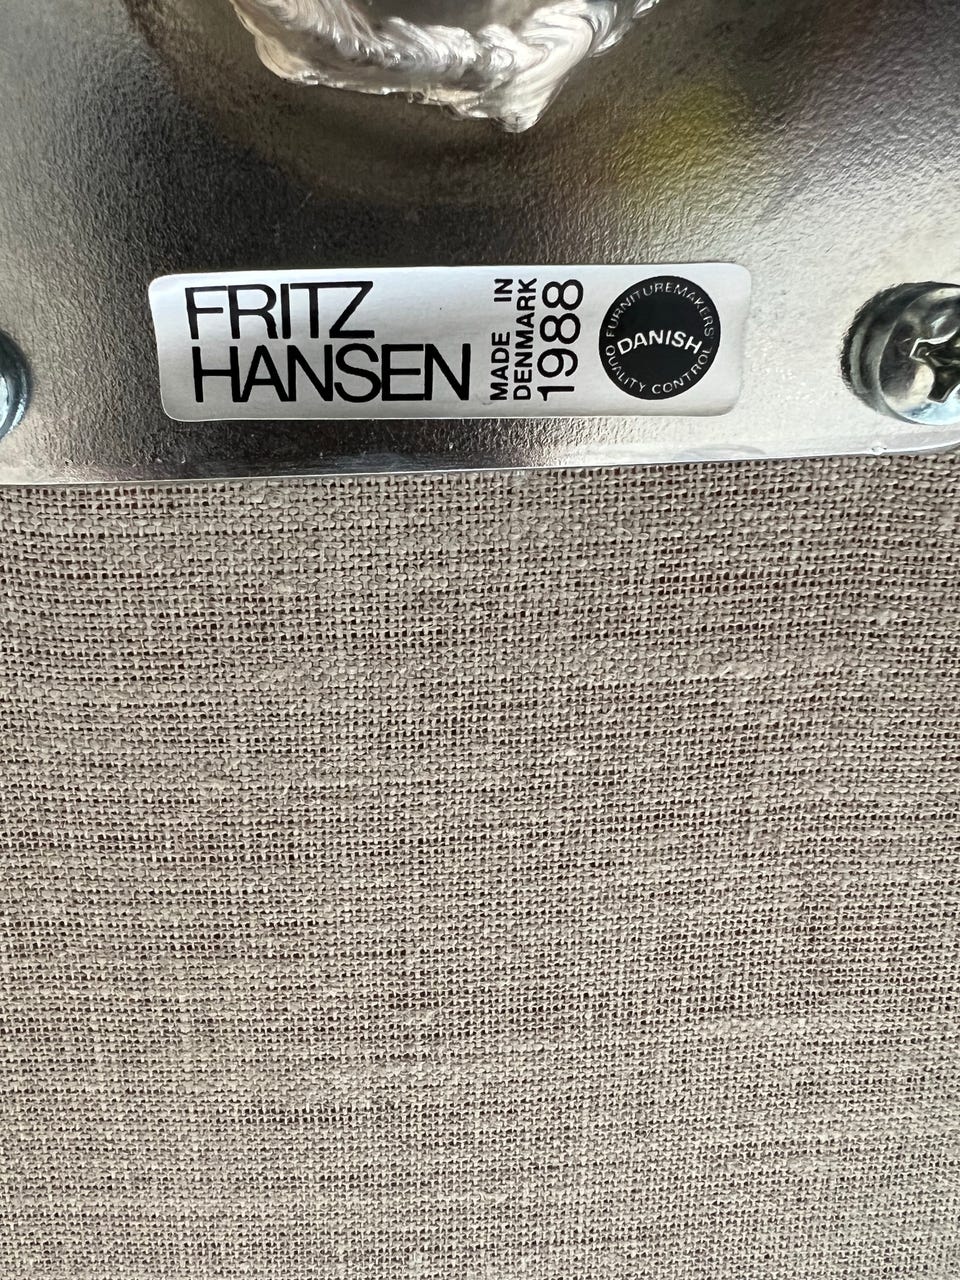 FRITZ
HANSEN
MADE IN
DENMARK
1988
FURNITUREMAKERS
DANISH
QUALITY CONTROL